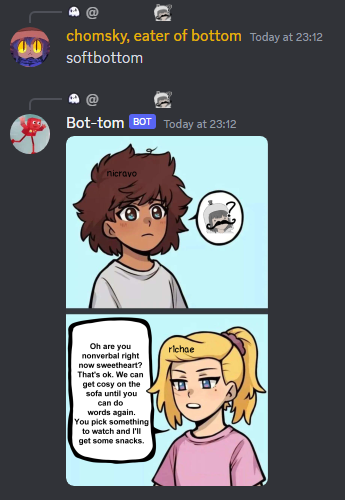 @
chomsky, eater of bottom Today at 23:12
softbottom
@
Bot-tom BOT Today at 23:12
nicravo
?
Oh are you
nonverbal right
now sweetheart?
That's ok. We can
get cosy on the
sofa until you
can do
words again.
You pick something
to watch and I'll
get some snacks.
r1chae